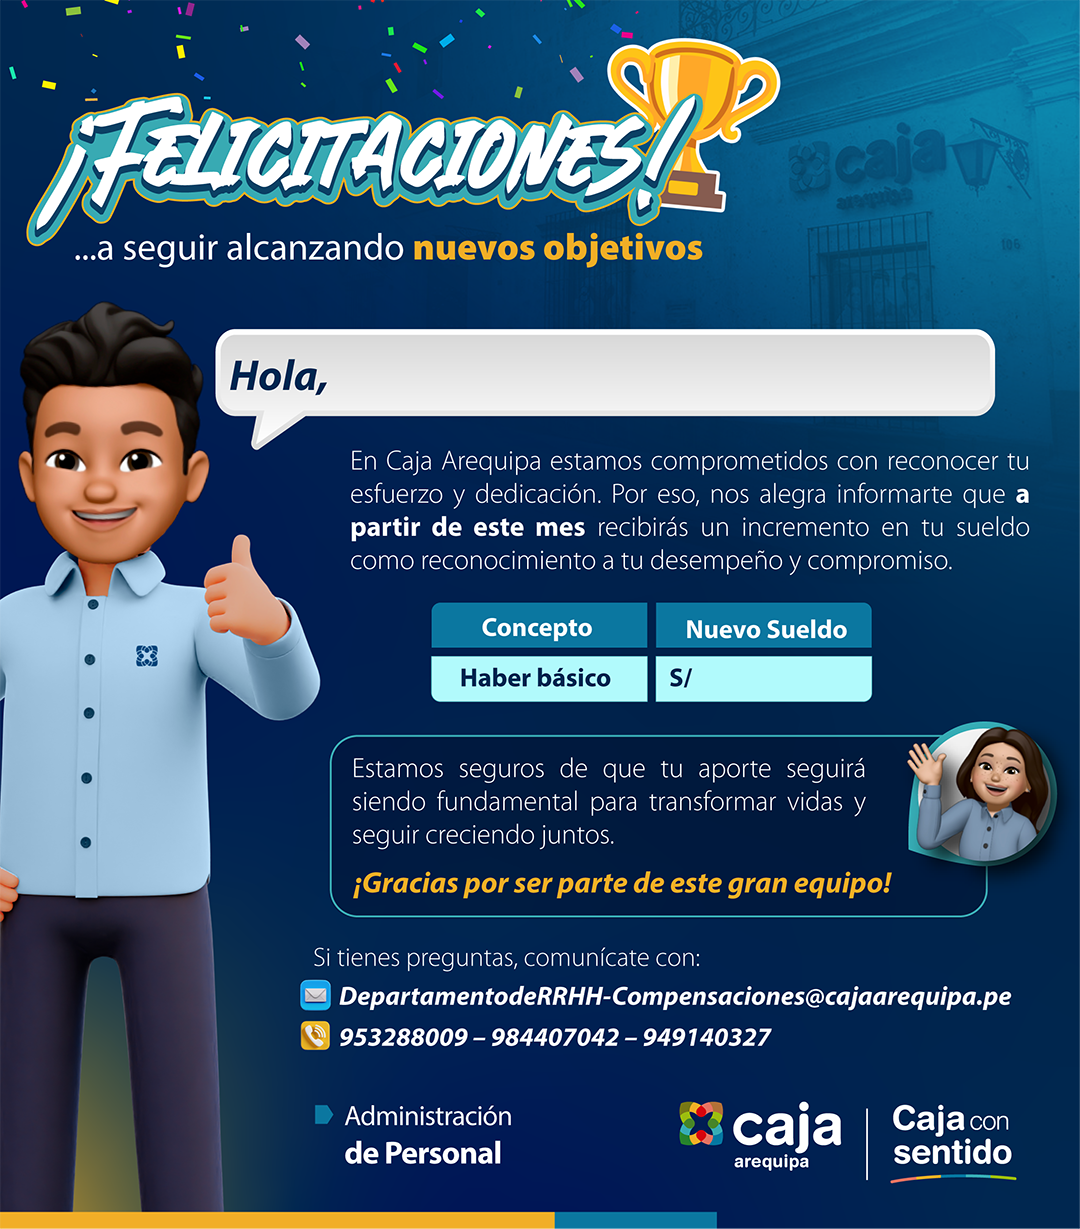 ¡FELICITACIONES!
...a seguir alcanzando nuevos objetivos
caja
arequipa
106
Hola,
En Caja Arequipa estamos comprometidos con reconocer tu
esfuerzo y dedicación. Por eso, nos alegra informarte que a
partir de este mes recibirás un incremento en tu sueldo
como reconocimiento a tu desempeño y compromiso.
Concepto Nuevo Sueldo
Haber básico S/
Estamos seguros de que tu aporte seguirá
siendo fundamental para transformar vidas y
seguir creciendo juntos.
¡Gracias por ser parte de este gran equipo!
Si tienes preguntas, comunícate con:
DepartamentodeRRHH-Compensaciones@cajaarequipa.pe
953288009 – 984407042 – 949140327
Administración
de Personal
caja
arequipa
Caja con
sentido